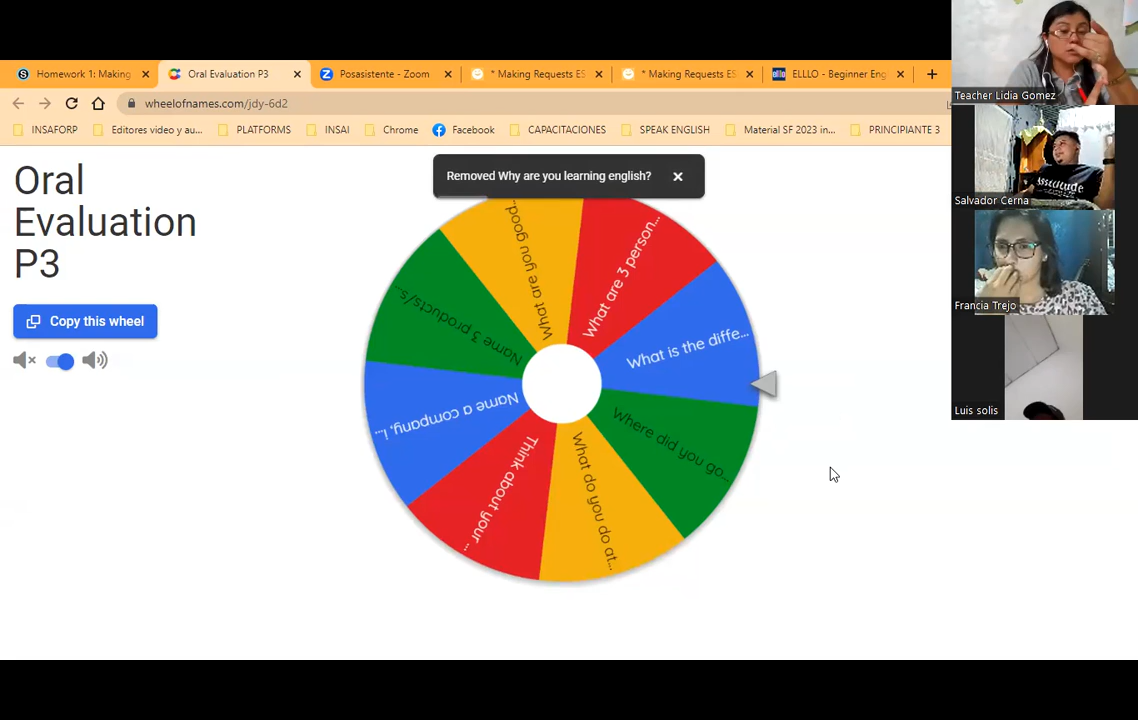 Homework 1: Making
Oral Evaluation P3
Posasistente - Zoom
* Making Requests ES
* Making Requests ES
ELLLO - Beginner Eng
wheelofnames.com/jdy-6d2
INSAFORP
Editores video y au...
PLATFORMS
INSAI
Chrome
Facebook
CAPACITACIONES
SPEAK ENGLISH
Material SF 2023 in...
PRINCIPIANTE 3
Oral
Evaluation
P3
Copy this wheel
Removed Why are you learning english?
What are you good...
What are 3 person...
What is the diffe...
Where did you go...
What do you do at...
Think about your ...
Name a company, i...
Name 3 products/s...
Teacher Lidia Gomez
Salvador Cerna
Francia Trejo
Luis solis